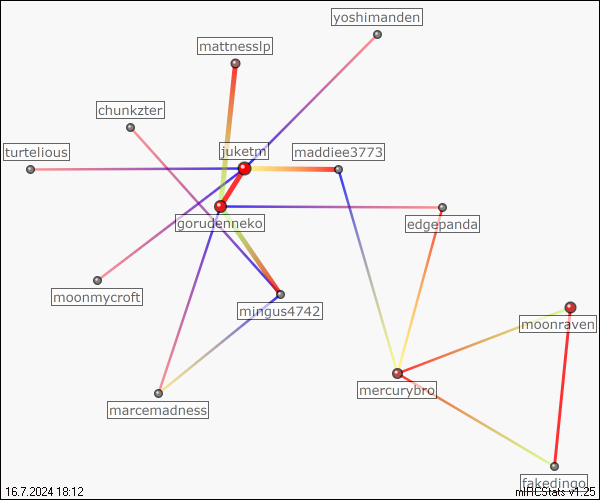 yoshimanden
mattnesslp
chunkzter
turtelious
juketm
maddiee3773
gorudenneko
edgepanda
moonmycroft
mingus4742
moonraven
mercurybro
marcemadness
fakedingo
16.7.2024 18:12
mIRCStats v1.25